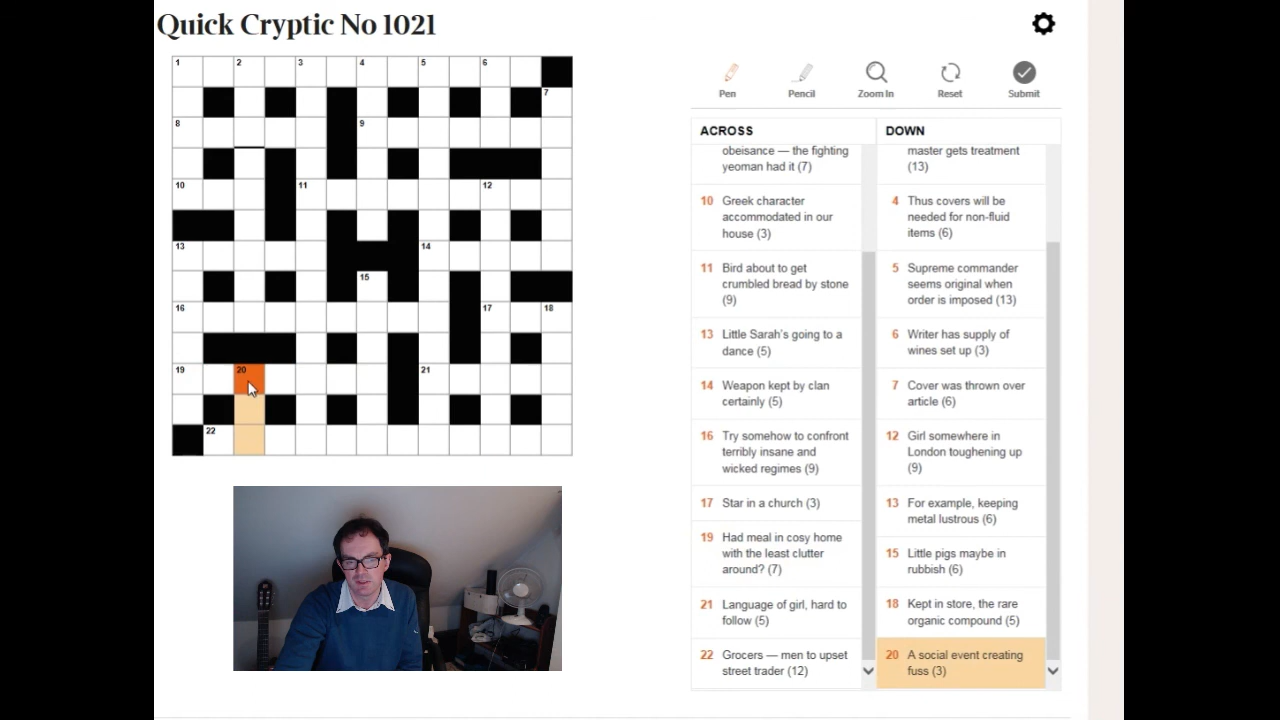 Quick Cryptic No 1021
1 2 3 4 5 6
7
8 9
10 11 12
13 14
15
16 17 18
19 20 21
22
Pen Pencil Zoom In Reset Submit
ACROSS
obeisance — the fighting
yeoman had it (7)
10 Greek character
accommodated in our
house (3)
11 Bird about to get
crumbled bread by stone
(9)
13 Little Sarah's going to a
dance (5)
14 Weapon kept by clan
certainly (5)
16 Try somehow to confront
terribly insane and
wicked regimes (9)
17 Star in a church (3)
19 Had meal in cosy home
with the least clutter
around? (7)
21 Language of girl, hard to
follow (5)
22 Grocers — men to upset
street trader (12)
DOWN
master gets treatment
(13)
4 Thus covers will be
needed for non-fluid
items (6)
5 Supreme commander
seems original when
order is imposed (13)
6 Writer has supply of
wines set up (3)
7 Cover was thrown over
article (6)
12 Girl somewhere in
London toughening up
(9)
13 For example, keeping
metal lustrous (6)
15 Little pigs maybe in
rubbish (6)
18 Kept in store, the rare
organic compound (5)
20 A social event creating
fuss (3)